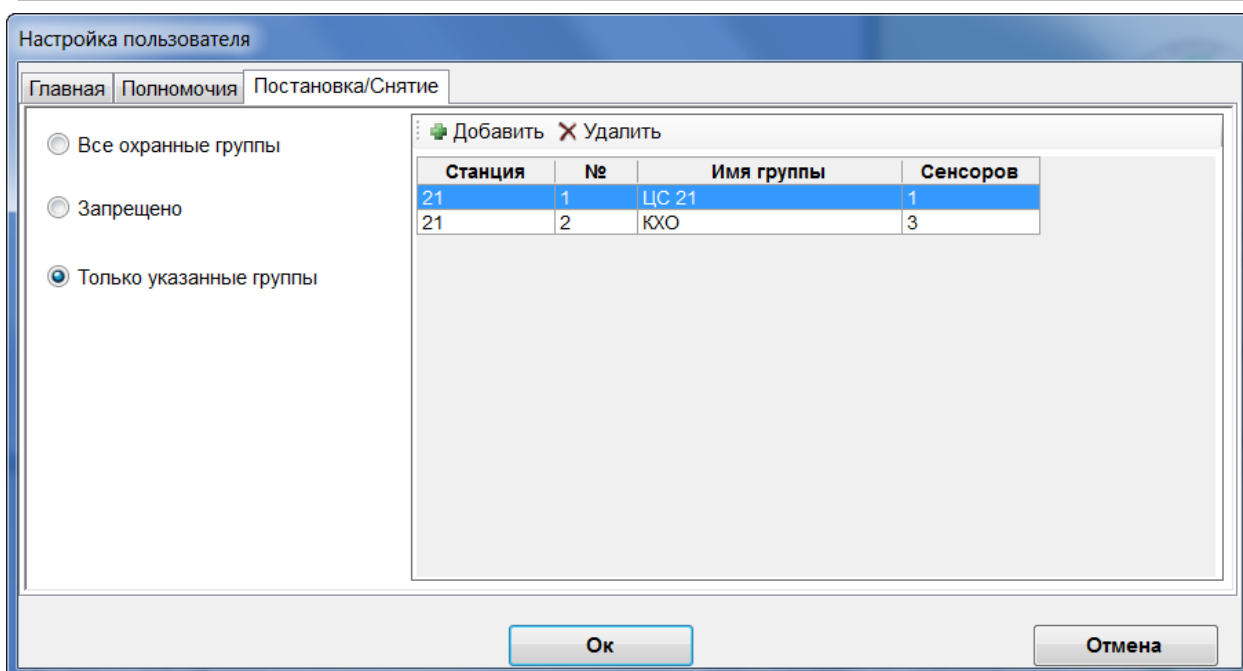 Настройка пользователя
Главная Полномочия Постановка/Снятие
Все охранные группы
Запрещено
Только указанные группы
Добавить Удалить
Станция № Имя группы Сенсоров
21 1 ЦС 21 1
21 2 КХО 3
Ок Отмена